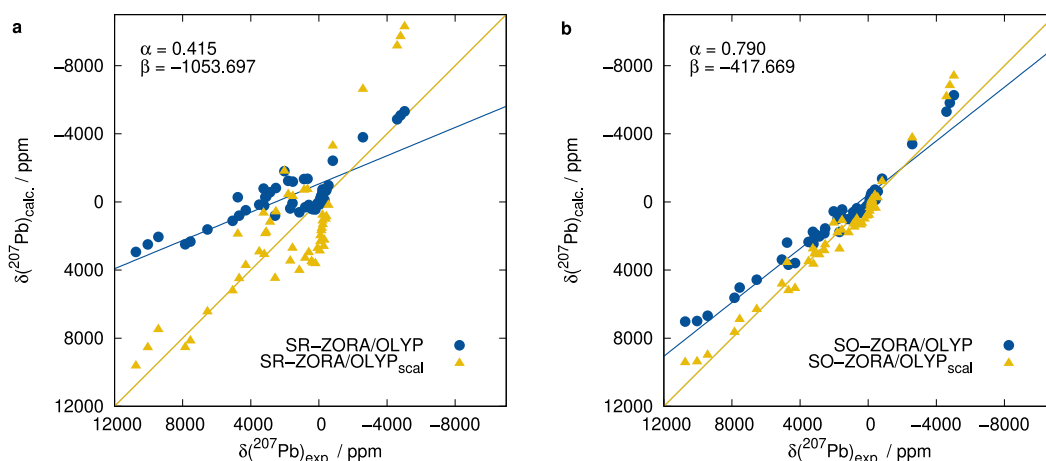 a
α = 0.415
β = −1053.697
−8000
−4000
0
4000
8000
12000
δ(²⁰⁷Pb)calc. / ppm
SR−ZORA/OLYP
SR−ZORA/OLYPscal
12000 8000 4000 0 −4000 −8000
δ(²⁰⁷Pb)exp / ppm
b
α = 0.790
β = −417.669
−8000
−4000
0
4000
8000
12000
δ(²⁰⁷Pb)calc. / ppm
SO−ZORA/OLYP
SO−ZORA/OLYPscal
12000 8000 4000 0 −4000 −8000
δ(²⁰⁷Pb)exp / ppm